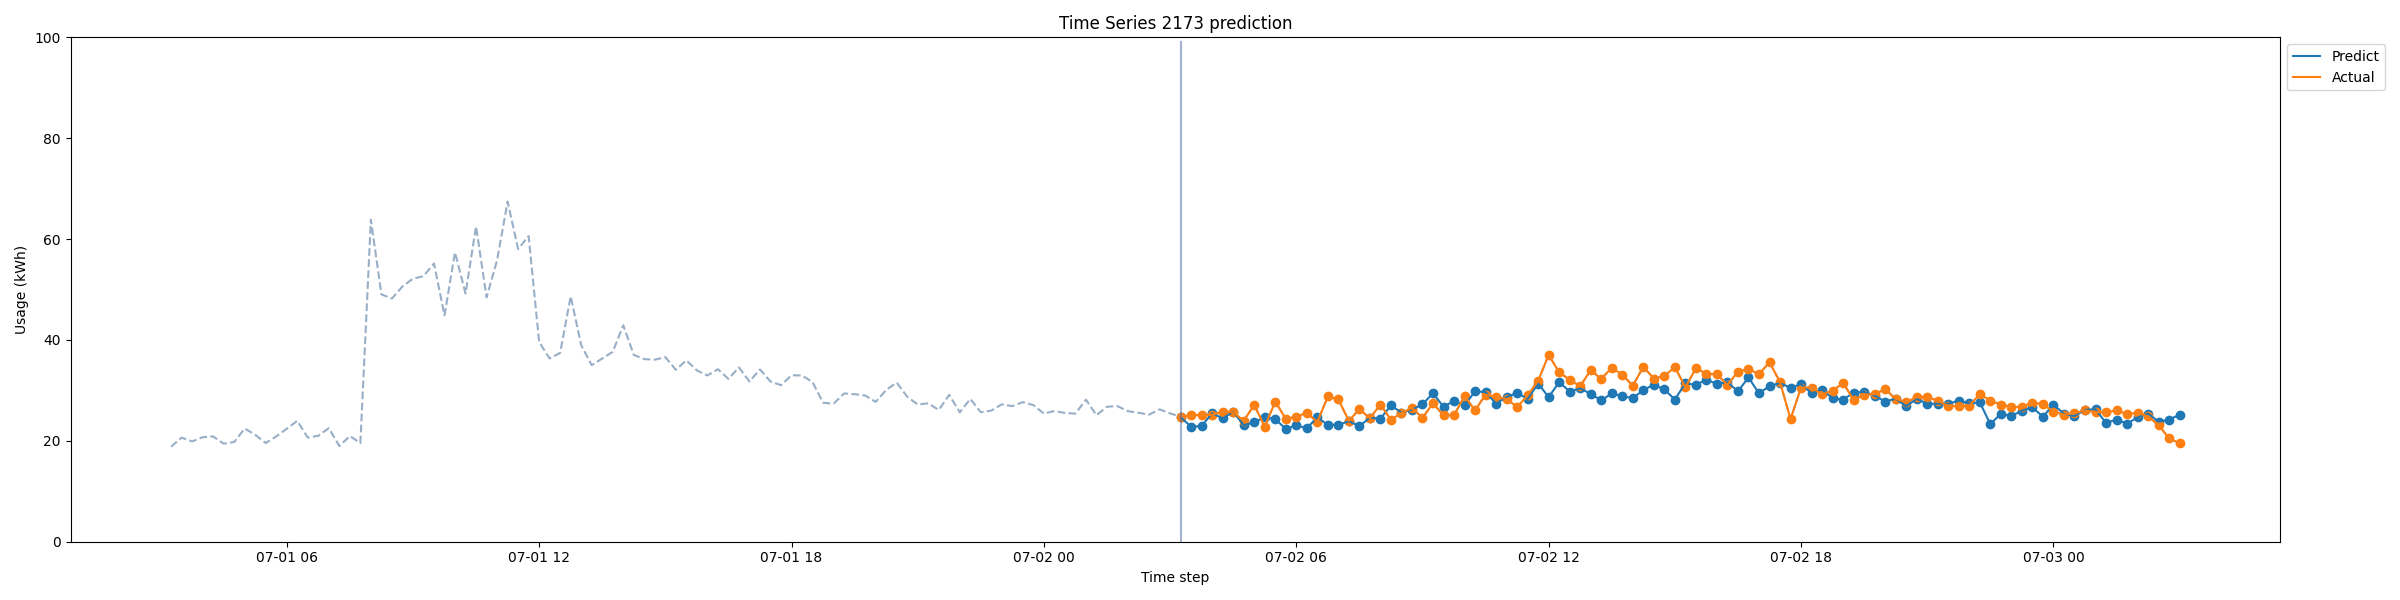 Time Series 2173 prediction
100
80
60
40
20
0
Usage (kWh)
07-01 06
07-01 12
07-01 18
07-02 00
07-02 06
07-02 12
07-02 18
07-03 00
Time step
Predict
Actual